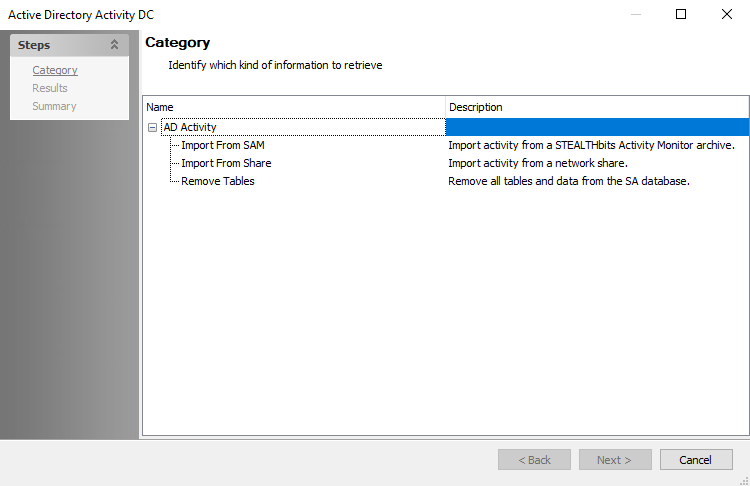 Active Directory Activity DC
Steps
Category
Results
Summary
Category
Identify which kind of information to retrieve
Name Description
AD Activity
Import From SAM Import activity from a STEALTHbits Activity Monitor archive.
Import From Share Import activity from a network share.
Remove Tables Remove all tables and data from the SA database.
< Back Next > Cancel